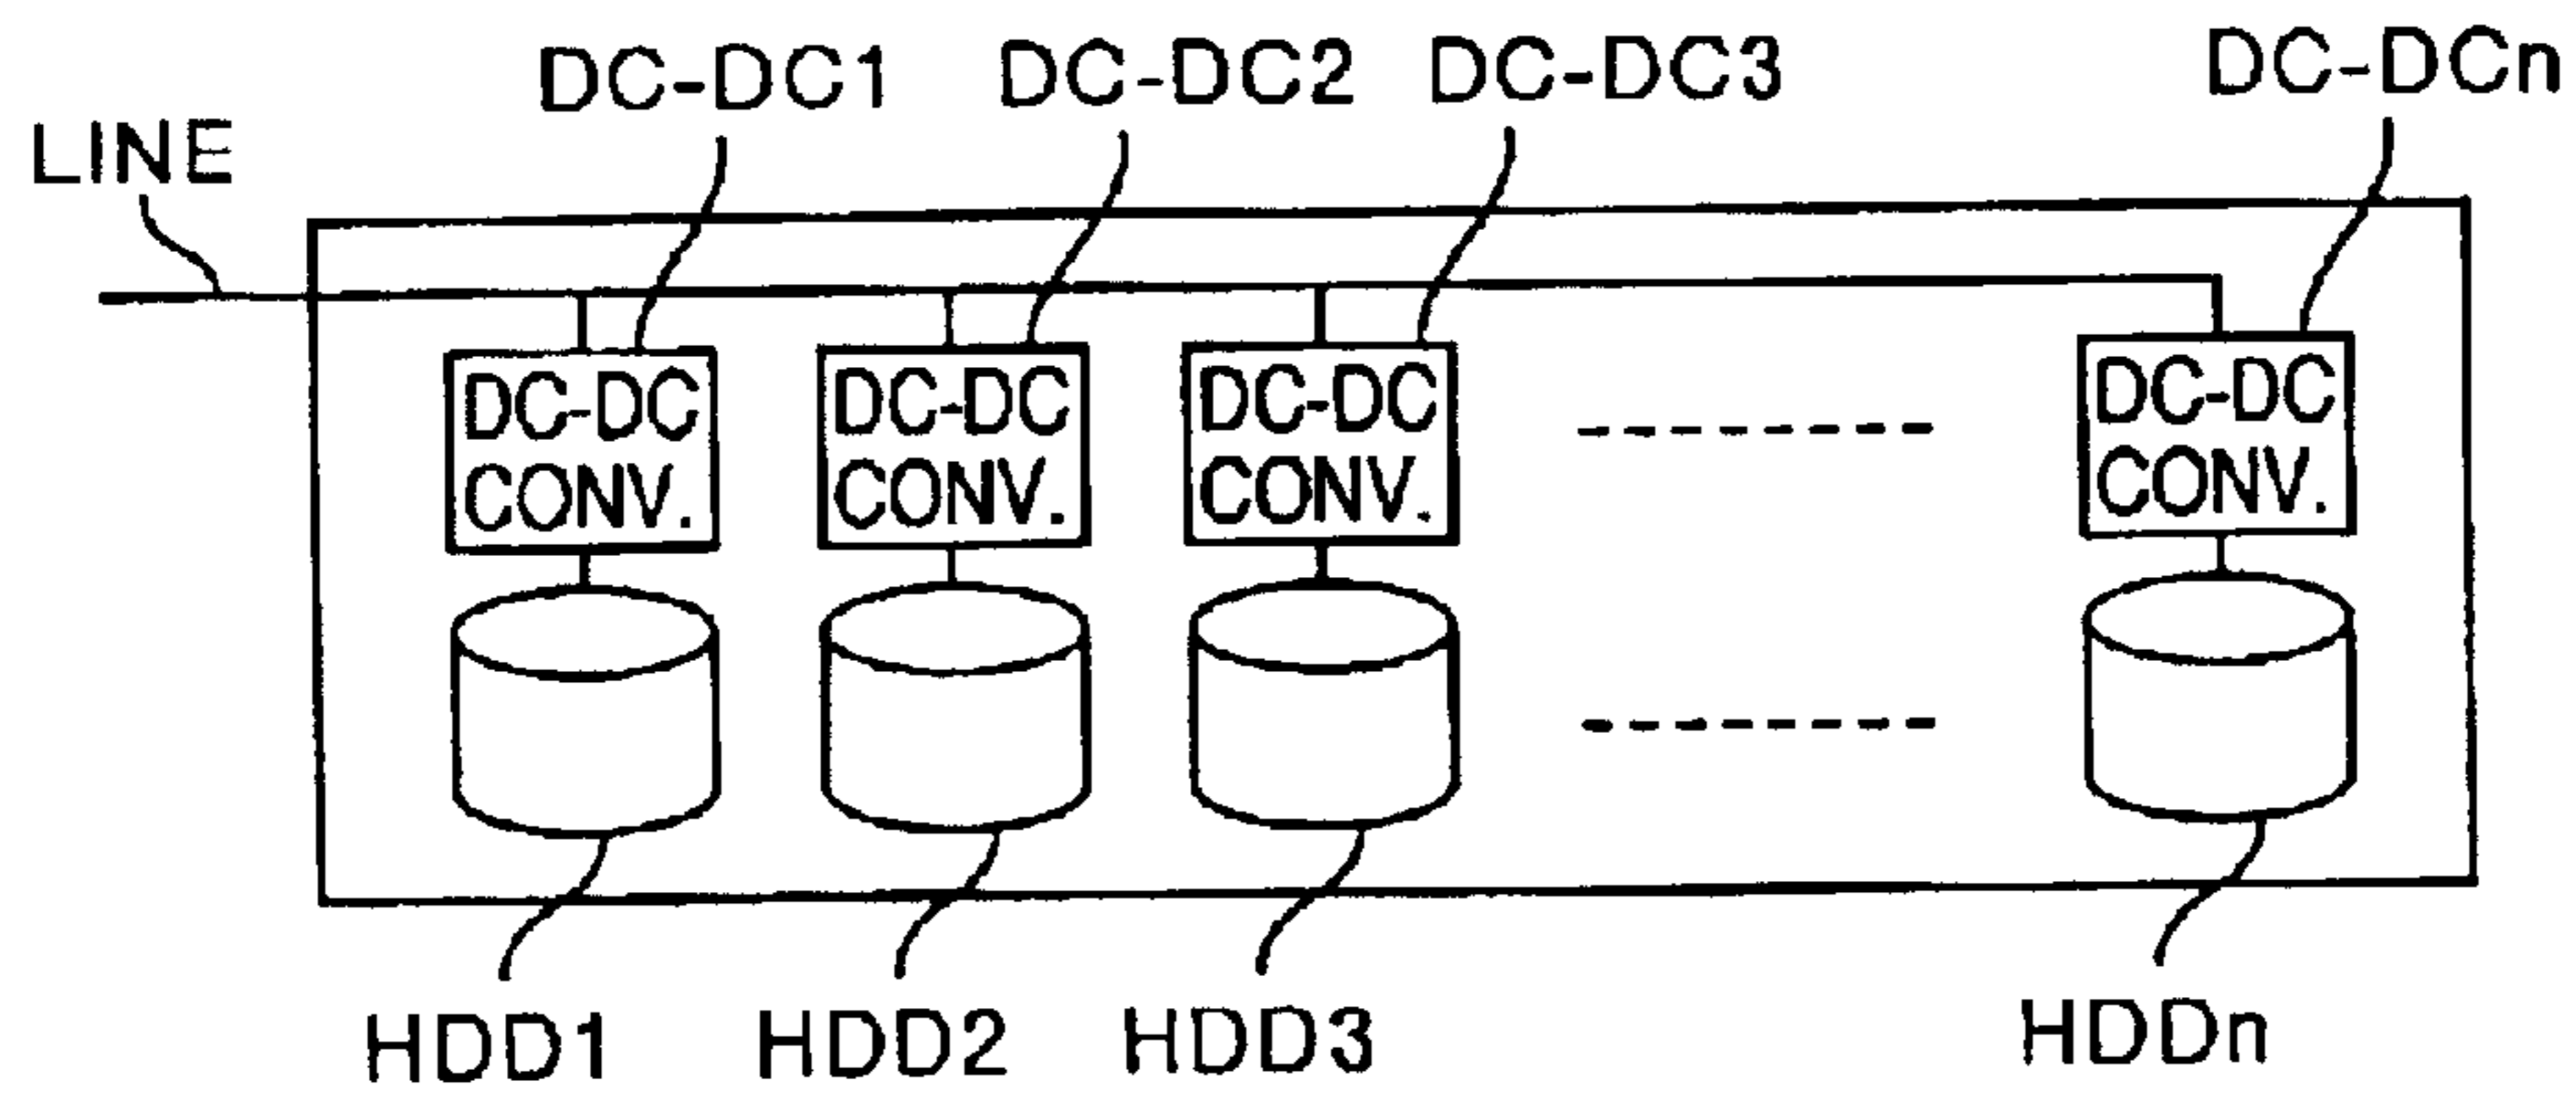 DC-DC1 DC-DC2 DC-DC3 DC-DCn
LINE
DC-DC DC-DC DC-DC DC-DC
CONV. CONV. CONV. CONV.
HDD1 HDD2 HDD3 HDDn